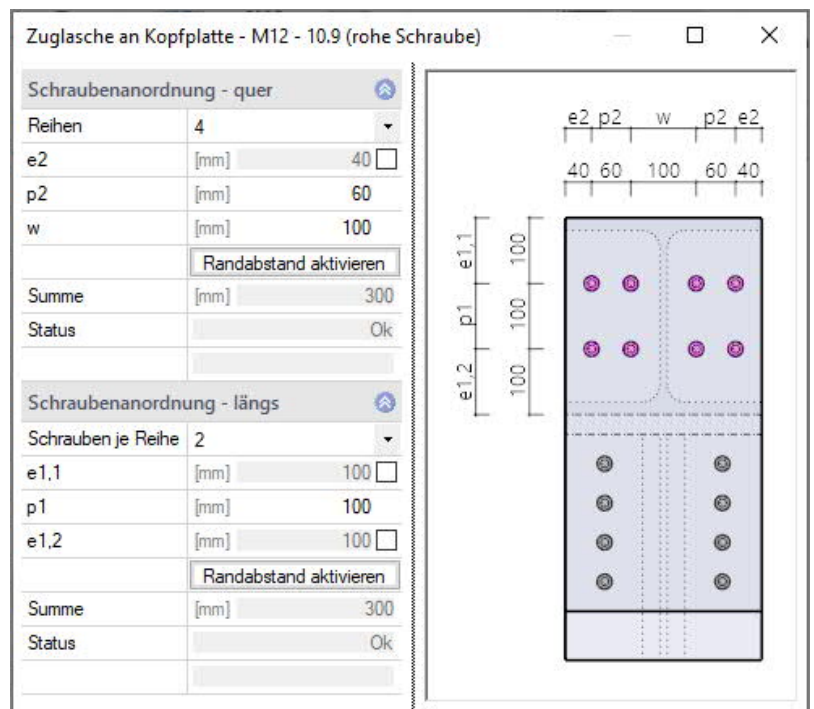 Zuglasche an Kopfplatte - M12 - 10.9 (rohe Schraube)
Schraubenanordnung - quer
Reihen 4
e2 [mm] 40
p2 [mm] 60
w [mm] 100
Randabstand aktivieren
Summe [mm] 300
Status Ok
Schraubenanordnung - längs
Schrauben je Reihe 2
e1,1 [mm] 100
p1 [mm] 100
e1,2 [mm] 100
Randabstand aktivieren
Summe [mm] 300
Status Ok
e2 p2 w p2 e2
40 60 100 60 40
e1,1 100
p1 100
e1,2 100